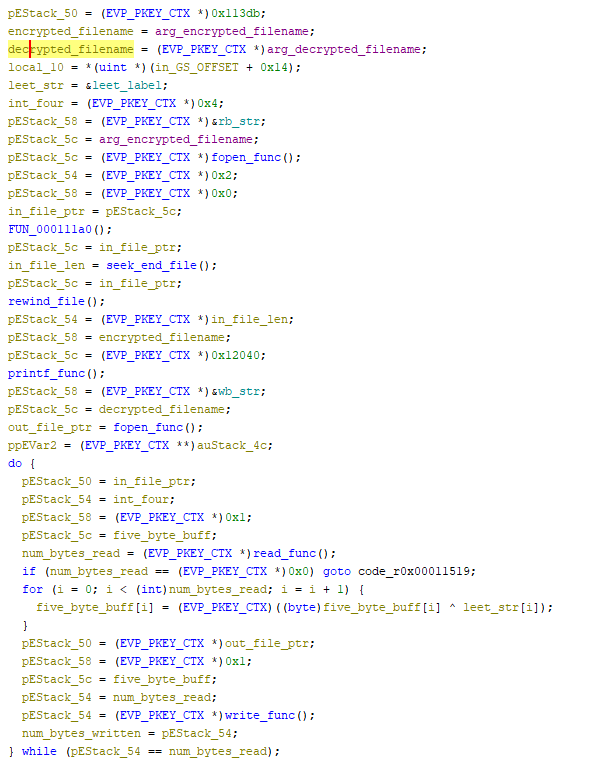 pEStack_50 = (EVP_PKEY_CTX *)0x113db;
encrypted_filename = arg_encrypted_filename;
decrypted_filename = (EVP_PKEY_CTX *)arg_decrypted_filename;
local_10 = *(uint *)(in_GS_OFFSET + 0x14);
leet_str = &leet_label;
int_four = (EVP_PKEY_CTX *)0x4;
pEStack_58 = (EVP_PKEY_CTX *)&rb_str;
pEStack_5c = arg_encrypted_filename;
pEStack_5c = (EVP_PKEY_CTX *)fopen_func();
pEStack_54 = (EVP_PKEY_CTX *)0x2;
pEStack_58 = (EVP_PKEY_CTX *)0x0;
in_file_ptr = pEStack_5c;
FUN_000111a0();
pEStack_5c = in_file_ptr;
in_file_len = seek_end_file();
pEStack_5c = in_file_ptr;
rewind_file();
pEStack_54 = (EVP_PKEY_CTX *)in_file_len;
pEStack_58 = encrypted_filename;
pEStack_5c = (EVP_PKEY_CTX *)0x12040;
printf_func();
pEStack_58 = (EVP_PKEY_CTX *)&wb_str;
pEStack_5c = decrypted_filename;
out_file_ptr = fopen_func();
ppEVar2 = (EVP_PKEY_CTX **)auStack_4c;
do {
  pEStack_50 = in_file_ptr;
  pEStack_54 = int_four;
  pEStack_58 = (EVP_PKEY_CTX *)0x1;
  pEStack_5c = five_byte_buff;
  num_bytes_read = (EVP_PKEY_CTX *)read_func();
  if (num_bytes_read == (EVP_PKEY_CTX *)0x0) goto code_r0x00011519;
  for (i = 0; i < (int)num_bytes_read; i = i + 1) {
    five_byte_buff[i] = (EVP_PKEY_CTX)((byte)five_byte_buff[i] ^ leet_str[i]);
  }
  pEStack_50 = (EVP_PKEY_CTX *)out_file_ptr;
  pEStack_58 = (EVP_PKEY_CTX *)0x1;
  pEStack_5c = five_byte_buff;
  pEStack_54 = num_bytes_read;
  pEStack_54 = (EVP_PKEY_CTX *)write_func();
  num_bytes_written = pEStack_54;
} while (pEStack_54 == num_bytes_read);